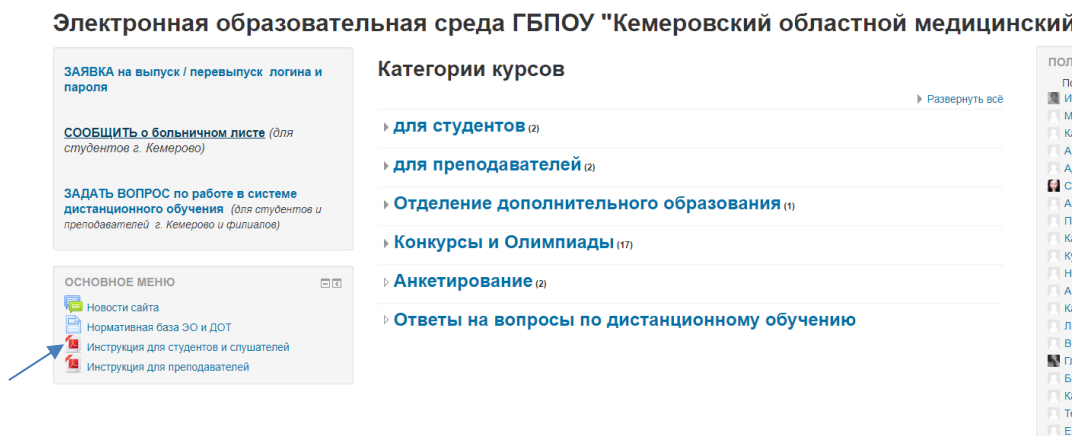 Электронная образовательная среда ГБПОУ "Кемеровский областной медицинский
ЗАЯВКА на выпуск / перевыпуск логина и
пароля
СООБЩИТЬ о больничном листе (для
студентов г. Кемерово)
ЗАДАТЬ ВОПРОС по работе в системе
дистанционного обучения (для студентов и
преподавателей г. Кемерово и филиалов)
ОСНОВНОЕ МЕНЮ
Новости сайта
Нормативная база ЭО и ДОТ
Инструкция для студентов и слушателей
Инструкция для преподавателей
Категории курсов
Развернуть всё
для студентов (2)
для преподавателей (2)
Отделение дополнительного образования (1)
Конкурсы и Олимпиады (17)
Анкетирование (2)
Ответы на вопросы по дистанционному обучению